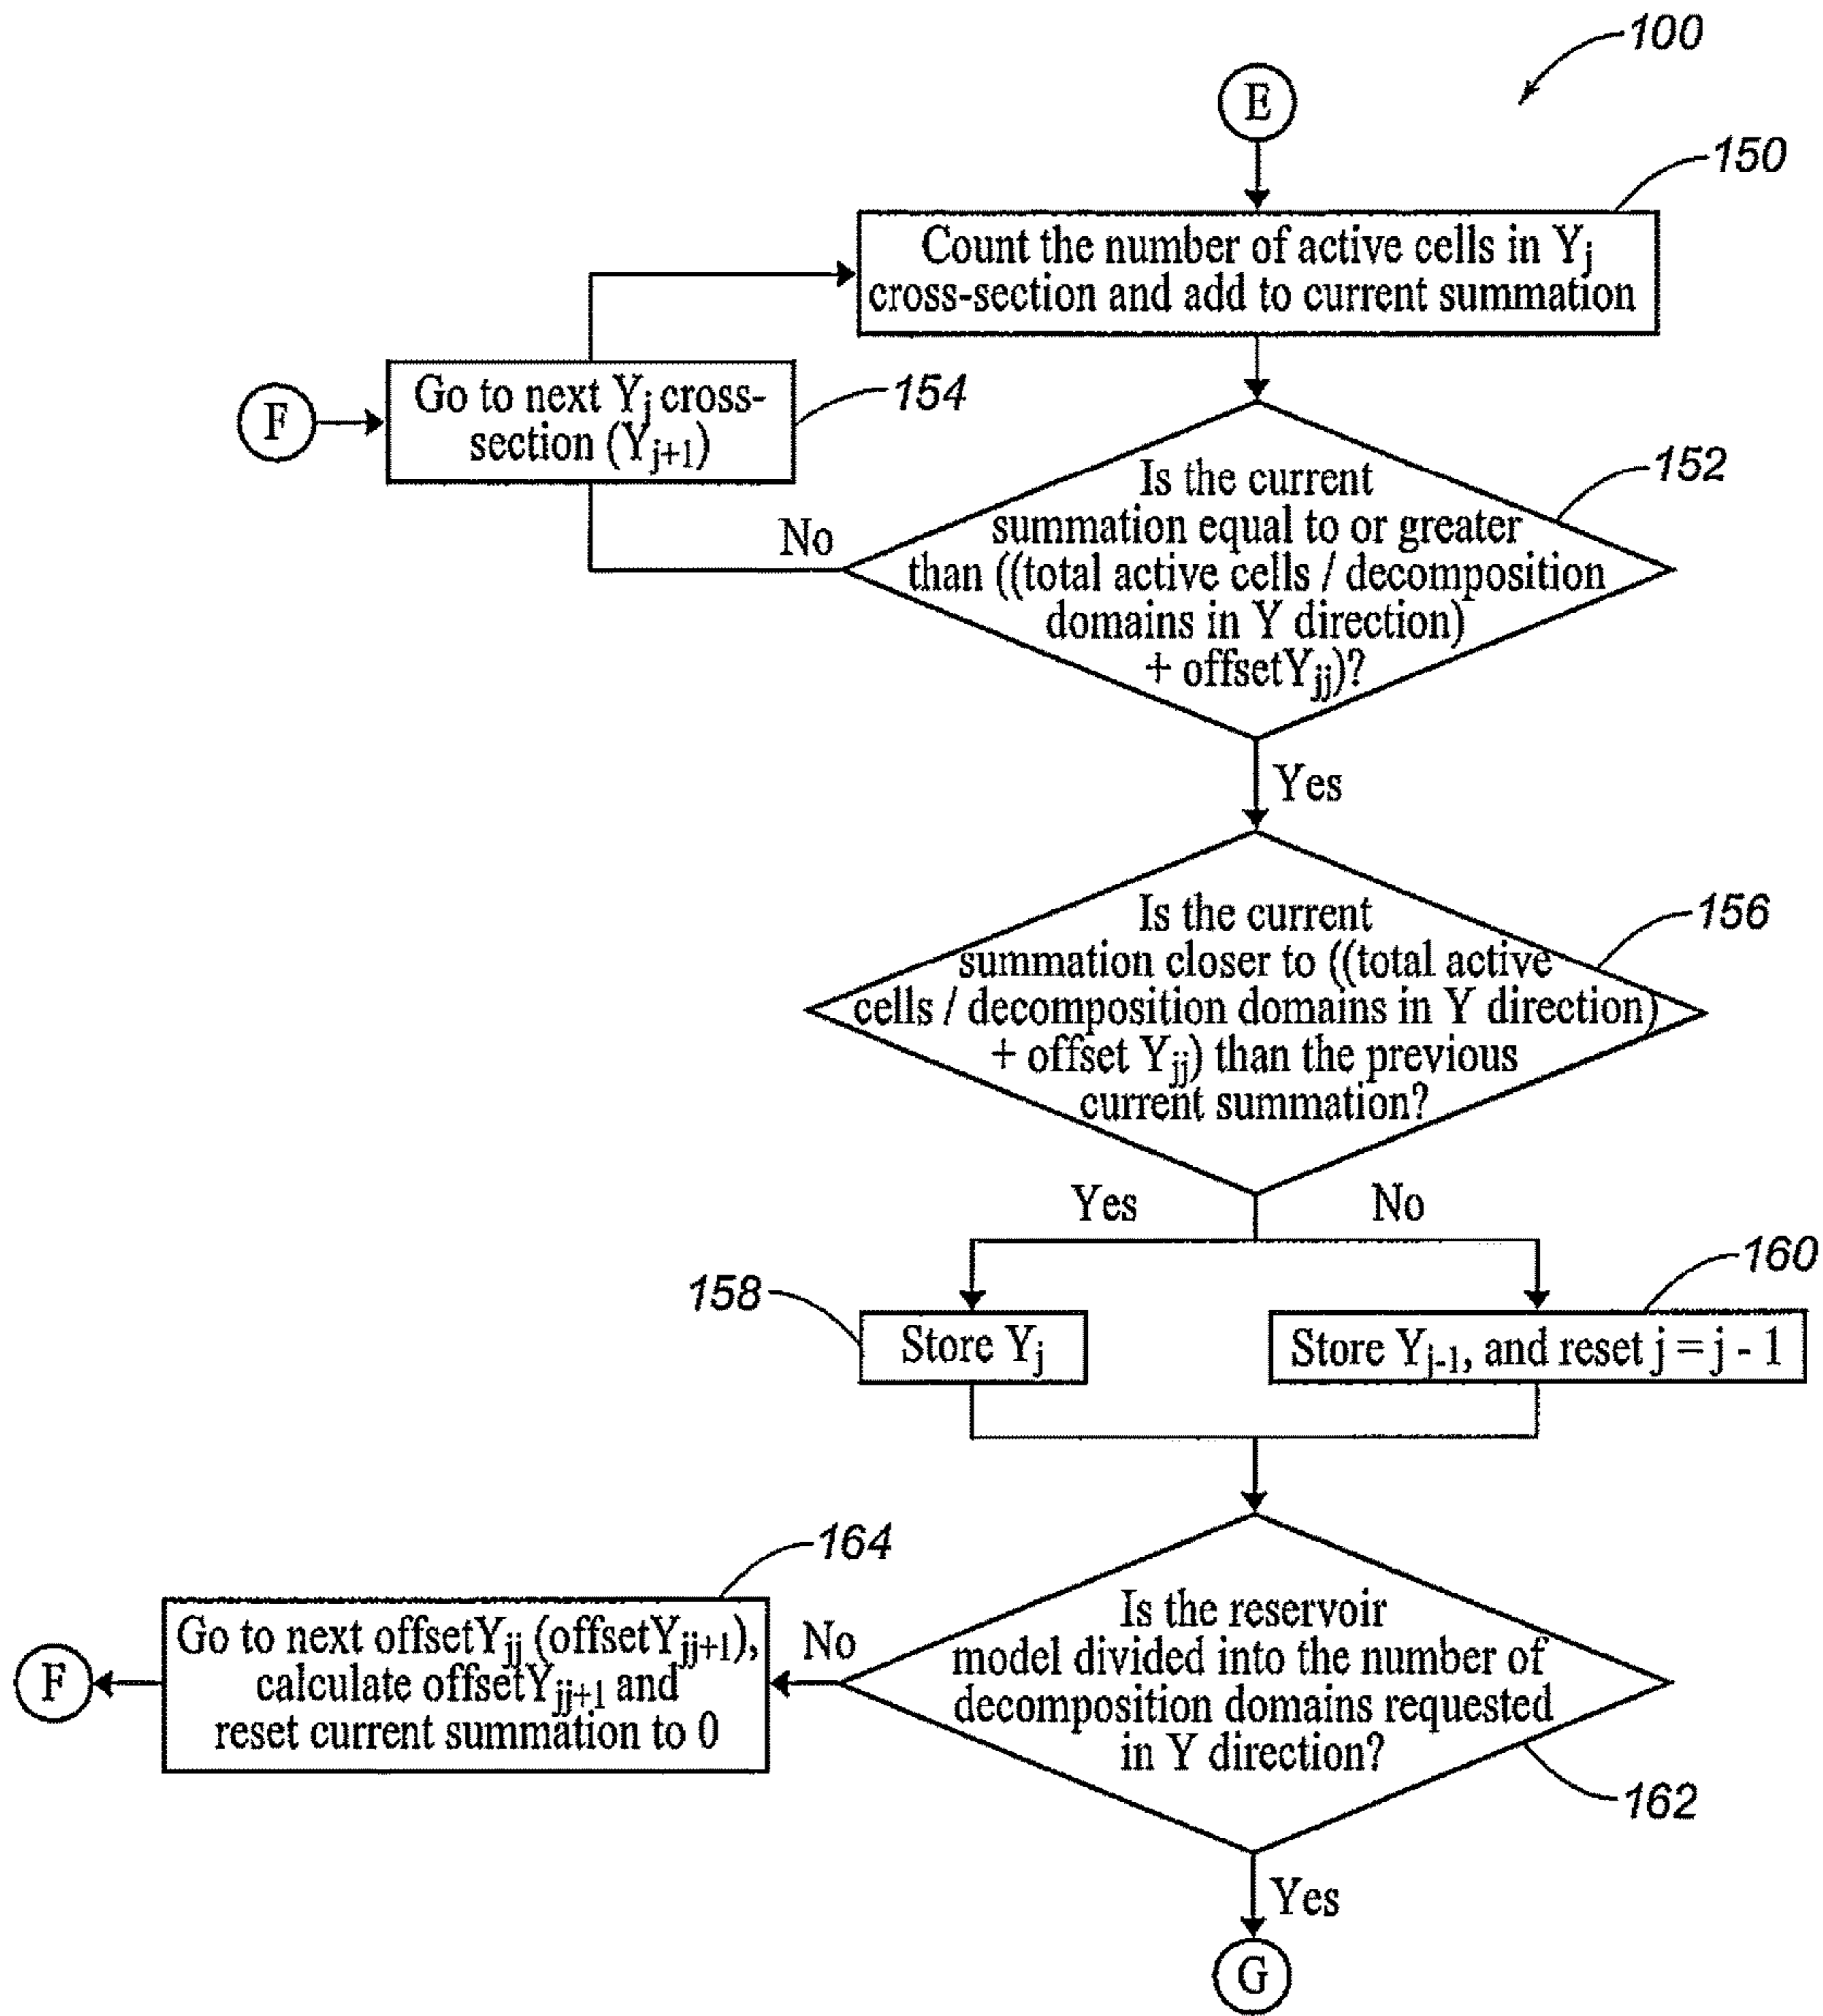 100
E
150
Count the number of active cells in Yj
cross-section and add to current summation
Go to next Yj cross-
section (Yj+1)
154
F
152
Is the current
summation equal to or greater
than ((total active cells / decomposition
domains in Y direction)
+ offsetYjj)?
No
Yes
156
Is the current
summation closer to ((total active
cells / decomposition domains in Y direction)
+ offset Yjj) than the previous
current summation?
Yes
No
158
160
Store Yj
Store Yj-1, and reset j = j - 1
164
Go to next offsetYjj (offsetYjj+1),
calculate offsetYjj+1 and
reset current summation to 0
F
No
Is the reservoir
model divided into the number of
decomposition domains requested
in Y direction?
162
Yes
G